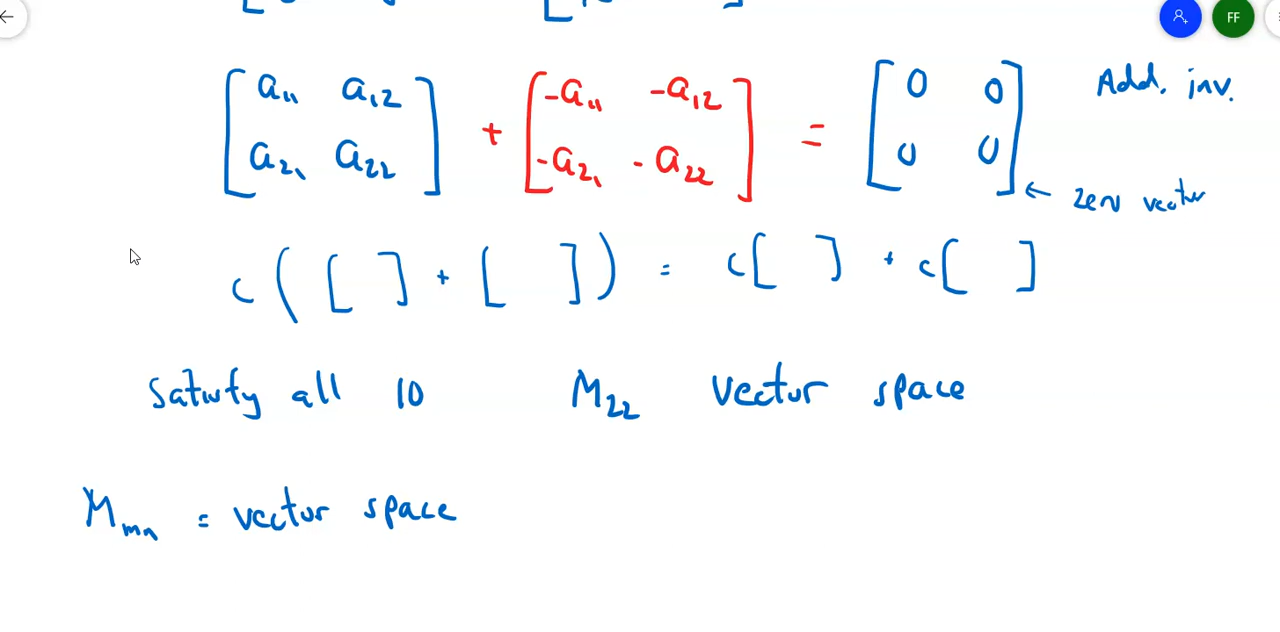 FF
[a11 a12 a21 a22] + [-a11 -a12 -a21 -a22] = [0 0 0 0] Add. inv.
← zero vector
c([ ] + [ ]) = c[ ] + c[ ]
Satisfy all 10 M22 vector space
Mmn = vector space